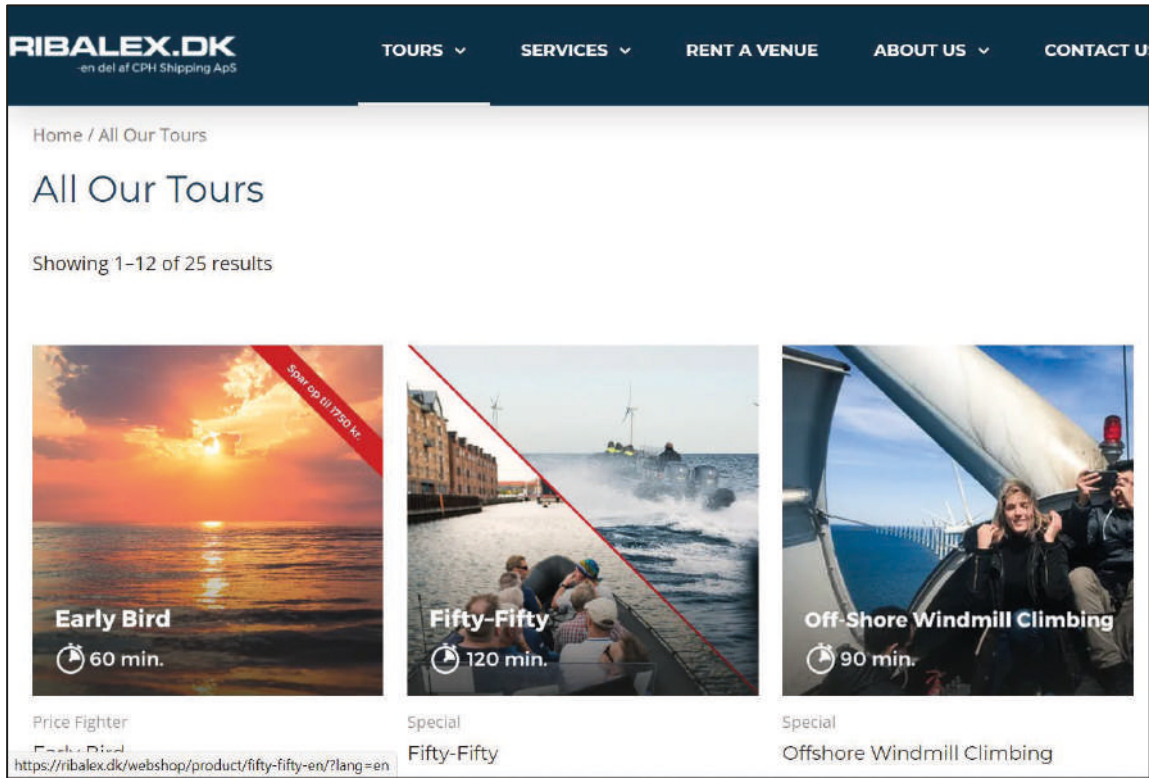 RIBALEX.DK
-en del af CPH Shipping ApS
TOURS
SERVICES
RENT A VENUE
ABOUT US
CONTACT US
Home / All Our Tours
All Our Tours
Showing 1–12 of 25 results
Spar op til 1750 kr.
Early Bird
60 min.
Fifty-Fifty
120 min.
Off-Shore Windmill Climbing
90 min.
Price Fighter
Special
Special
Early Bird
Fifty-Fifty
Offshore Windmill Climbing
https://ribalex.dk/webshop/product/fifty-fifty-en/?lang=en